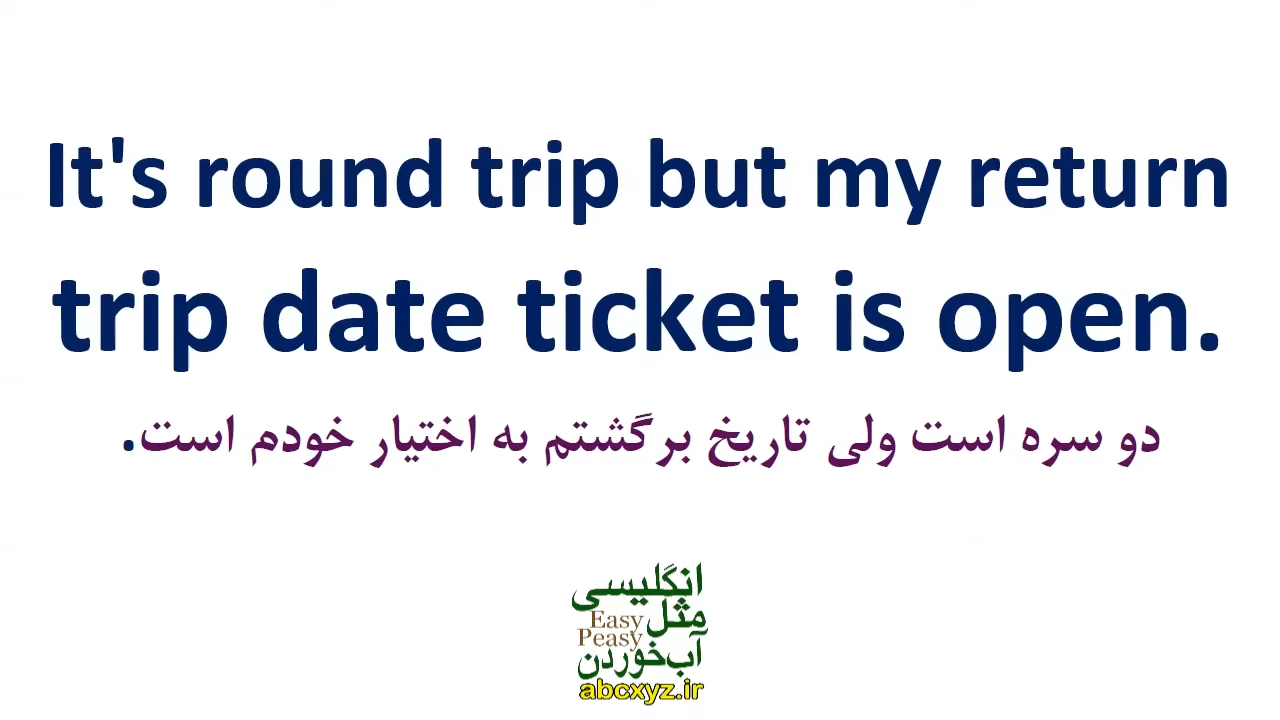 It's round trip but my return
trip date ticket is open.
دو سره است ولی تاریخ برگشتم به اختیار خودم است.
انگلیسی
مثل
Easy
Peasy
آب‌خوردن
abcxyz.ir